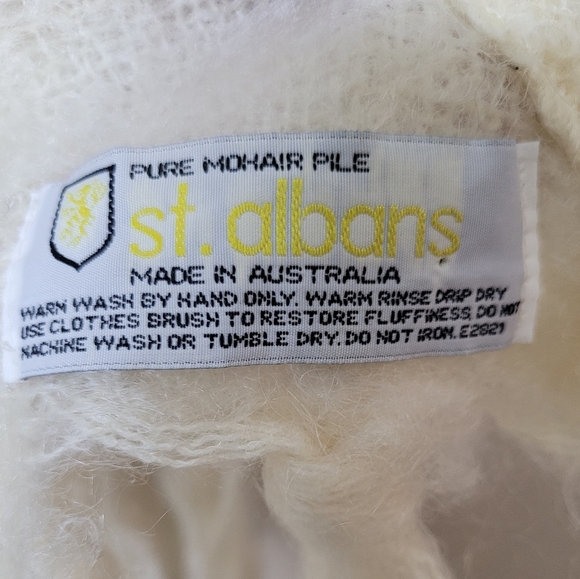 PURE MOHAIR PILE
st. albans
MADE IN AUSTRALIA
WARM WASH BY HAND ONLY. WARM RINSE DRIP DRY
USE CLOTHES BRUSH TO RESTORE FLUFFINESS. DO NOT
MACHINE WASH OR TUMBLE DRY. DO NOT IRON. E2821